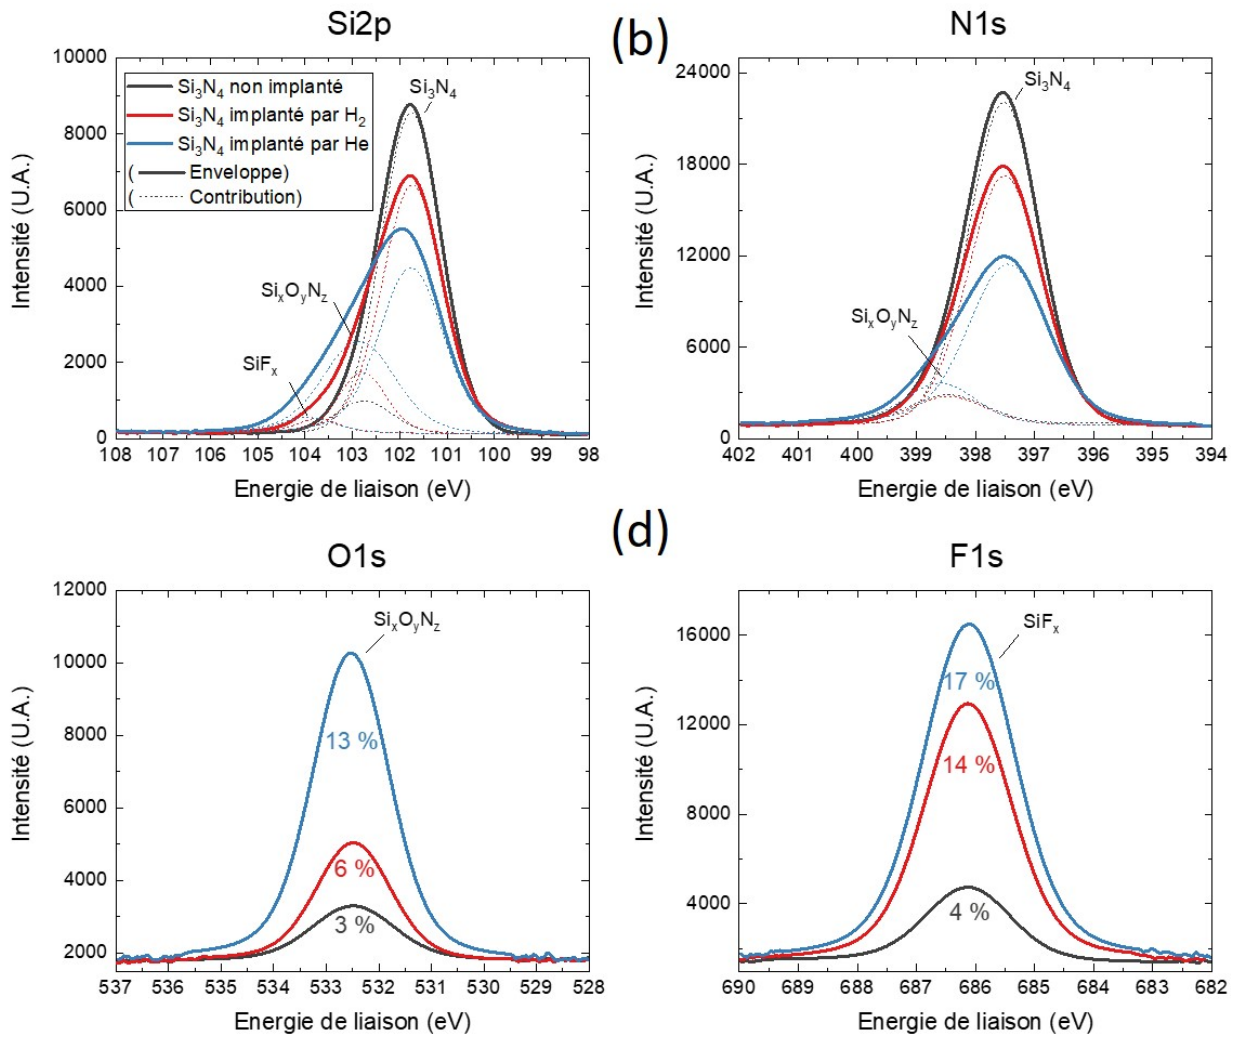 Si2p
(b)
N1s
10000
8000
6000
4000
2000
0
Intensité (U.A.)
Si3N4 non implanté
Si3N4 implanté par H2
Si3N4 implanté par He
( Enveloppe)
( Contribution)
Si3N4
SixOyNz
SiFx
108 107 106 105 104 103 102 101 100 99 98
Energie de liaison (eV)
24000
18000
12000
6000
0
Intensité (U.A.)
Si3N4
SixOyNz
402 401 400 399 398 397 396 395 394
Energie de liaison (eV)
(d)
O1s
F1s
12000
10000
8000
6000
4000
2000
Intensité (U.A.)
SixOyNz
13 %
6 %
3 %
537 536 535 534 533 532 531 530 529 528
Energie de liaison (eV)
16000
12000
8000
4000
Intensité (U.A.)
SiFx
17 %
14 %
4 %
690 689 688 687 686 685 684 683 682
Energie de liaison (eV)